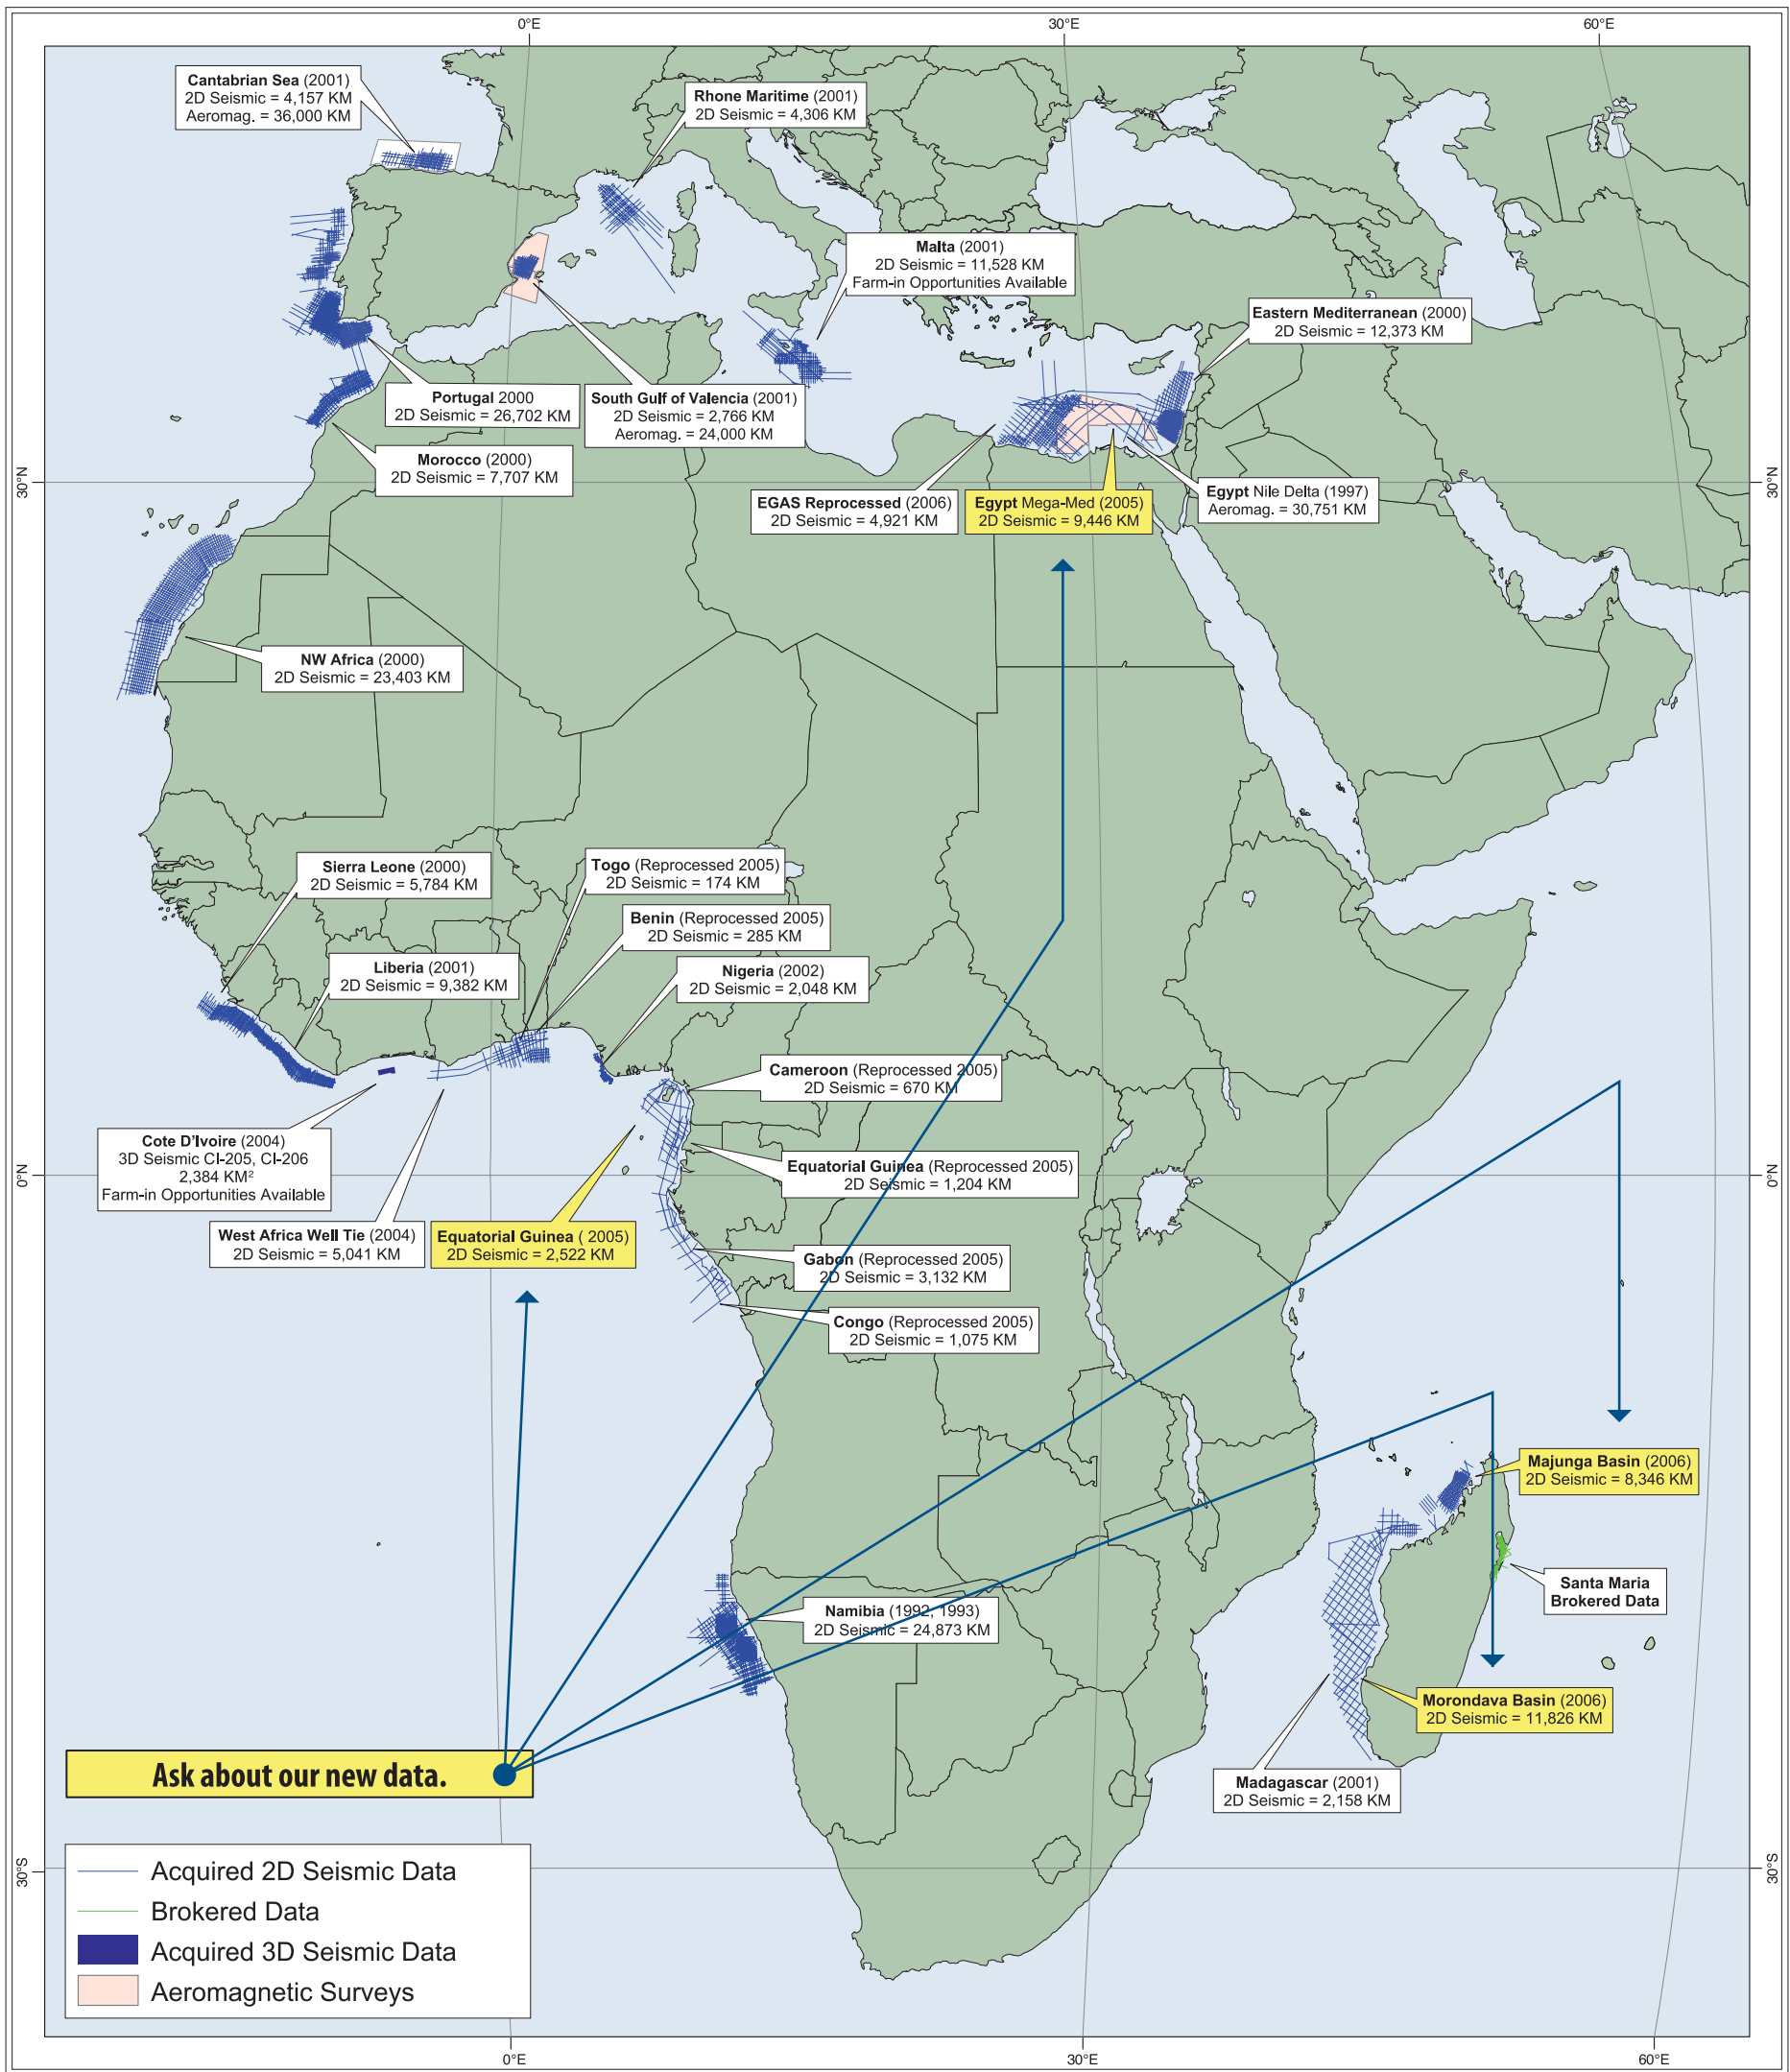 0°E
30°E
60°E
Cantabrian Sea (2001)
2D Seismic = 4,157 KM
Aeromag. = 36,000 KM
Rhone Maritime (2001)
2D Seismic = 4,306 KM
Malta (2001)
2D Seismic = 11,528 KM
Farm-in Opportunities Available
Eastern Mediterranean (2000)
2D Seismic = 12,373 KM
Portugal 2000
2D Seismic = 26,702 KM
South Gulf of Valencia (2001)
2D Seismic = 2,766 KM
Aeromag. = 24,000 KM
Morocco (2000)
2D Seismic = 7,707 KM
30°N
30°N
EGAS Reprocessed (2006)
2D Seismic = 4,921 KM
Egypt Mega-Med (2005)
2D Seismic = 9,446 KM
Egypt Nile Delta (1997)
Aeromag. = 30,751 KM
NW Africa (2000)
2D Seismic = 23,403 KM
Sierra Leone (2000)
2D Seismic = 5,784 KM
Togo (Reprocessed 2005)
2D Seismic = 174 KM
Benin (Reprocessed 2005)
2D Seismic = 285 KM
Liberia (2001)
2D Seismic = 9,382 KM
Nigeria (2002)
2D Seismic = 2,048 KM
Cameroon (Reprocessed 2005)
2D Seismic = 670 KM
Cote D'Ivoire (2004)
3D Seismic CI-205, CI-206
2,384 KM²
Farm-in Opportunities Available
Equatorial Guinea (Reprocessed 2005)
2D Seismic = 1,204 KM
0°N
0°N
West Africa Well Tie (2004)
2D Seismic = 5,041 KM
Equatorial Guinea ( 2005)
2D Seismic = 2,522 KM
Gabon (Reprocessed 2005)
2D Seismic = 3,132 KM
Congo (Reprocessed 2005)
2D Seismic = 1,075 KM
Majunga Basin (2006)
2D Seismic = 8,346 KM
Santa Maria
Brokered Data
Namibia (1992, 1993)
2D Seismic = 24,873 KM
Morondava Basin (2006)
2D Seismic = 11,826 KM
Madagascar (2001)
2D Seismic = 2,158 KM
Ask about our new data.
30°S
30°S
Acquired 2D Seismic Data
Brokered Data
Acquired 3D Seismic Data
Aeromagnetic Surveys
0°E
30°E
60°E